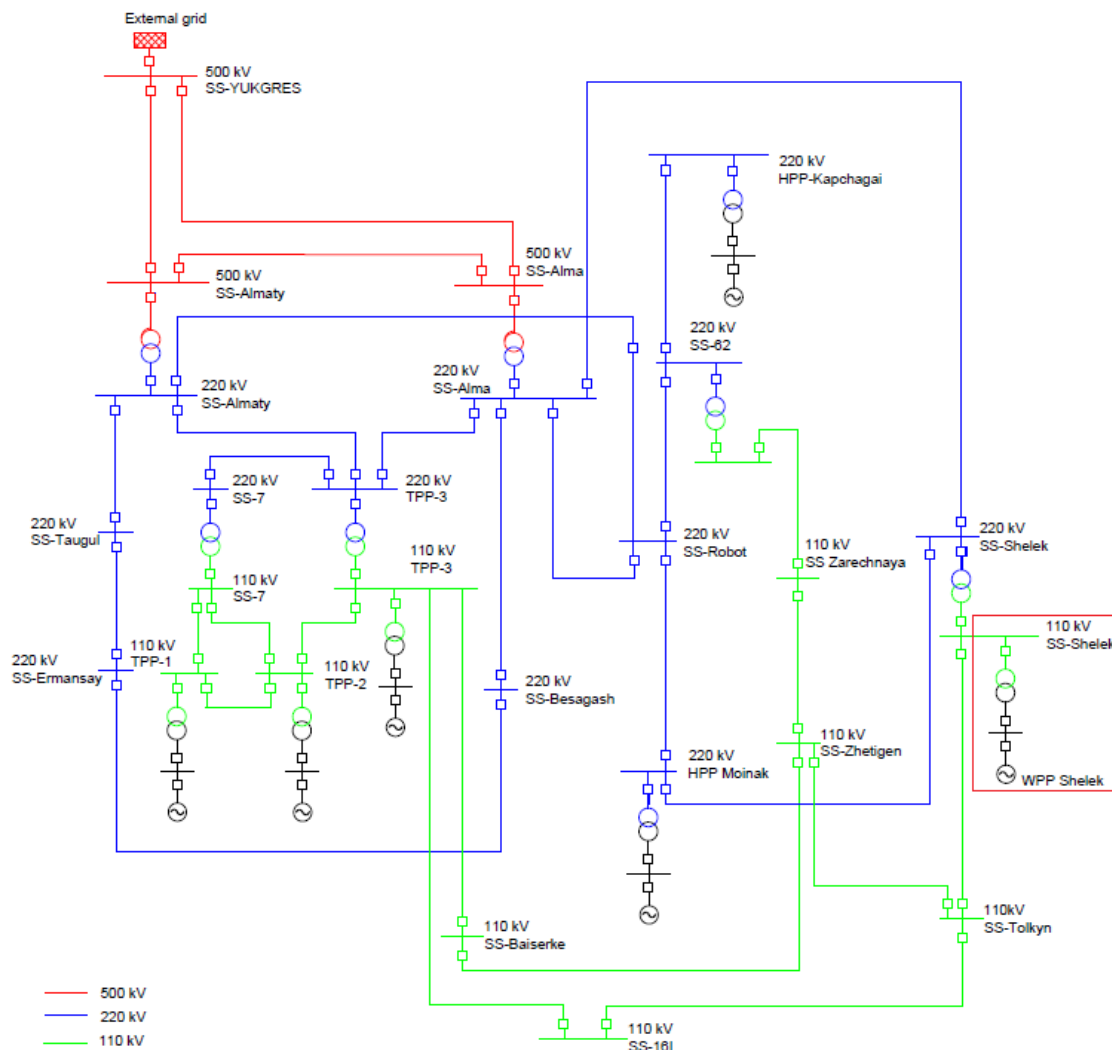 External grid
500 kV
SS-YUKGRES
220 kV
HPP-Kapchagai
500 kV
SS-Alma
500 kV
SS-Almaty
220 kV
SS-62
220 kV
SS-Alma
220 kV
SS-Almaty
220 kV
SS-7
220 kV
TPP-3
220 kV
SS-Taugul
220 kV
SS-Robot
220 kV
SS-Shelek
110 kV
TPP-3
110 kV
SS Zarechnaya
110 kV
SS-7
110 kV
SS-Shelek
110 kV
TPP-1
220 kV
SS-Ermansay
110 kV
TPP-2
220 kV
SS-Besagash
110 kV
SS-Zhetigen
220 kV
HPP Moinak
WPP Shelek
110 kV
SS-Baiserke
110kV
SS-Tolkyn
500 kV
220 kV
110 kV
110 kV